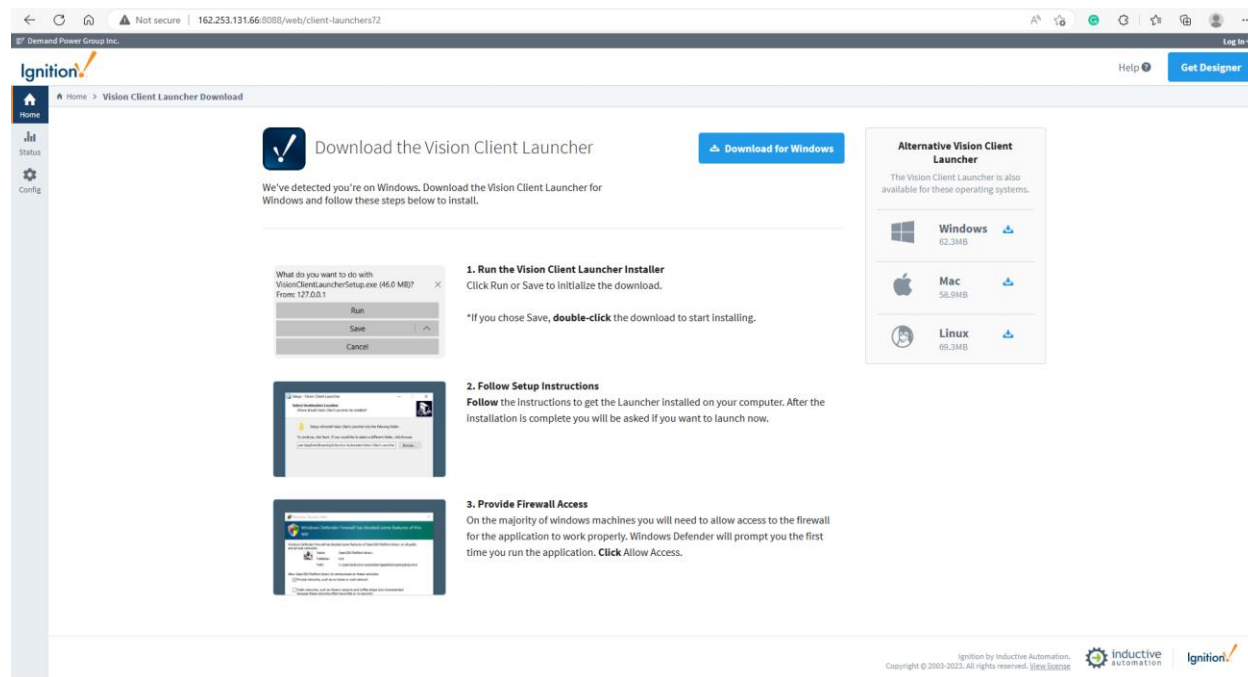 Not secure | 162.253.131.66:8088/web/client-launchers?2
Demand Power Group Inc.
Log In
Ignition!
Help
Get Designer
Home
Home > Vision Client Launcher Download
Status
Config
Download the Vision Client Launcher
Download for Windows
We've detected you're on Windows. Download the Vision Client Launcher for
Windows and follow these steps below to install.
What do you want to do with
VisionClientLauncherSetup.exe (46.0 MB)?
From: 127.0.0.1
Run
Save
Cancel
1. Run the Vision Client Launcher Installer
Click Run or Save to initialize the download.
*If you chose Save, double-click the download to start installing.
2. Follow Setup Instructions
Follow the instructions to get the Launcher installed on your computer. After the
installation is complete you will be asked if you want to launch now.
3. Provide Firewall Access
On the majority of windows machines you will need to allow access to the firewall
for the application to work properly. Windows Defender will prompt you the first
time you run the application. Click Allow Access.
Alternative Vision Client
Launcher
The Vision Client Launcher is also
available for these operating systems.
Windows
62.3MB
Mac
58.9MB
Linux
69.3MB
Ignition by Inductive Automation.
Copyright © 2003-2023. All rights reserved. View license
inductive
automation
Ignition!